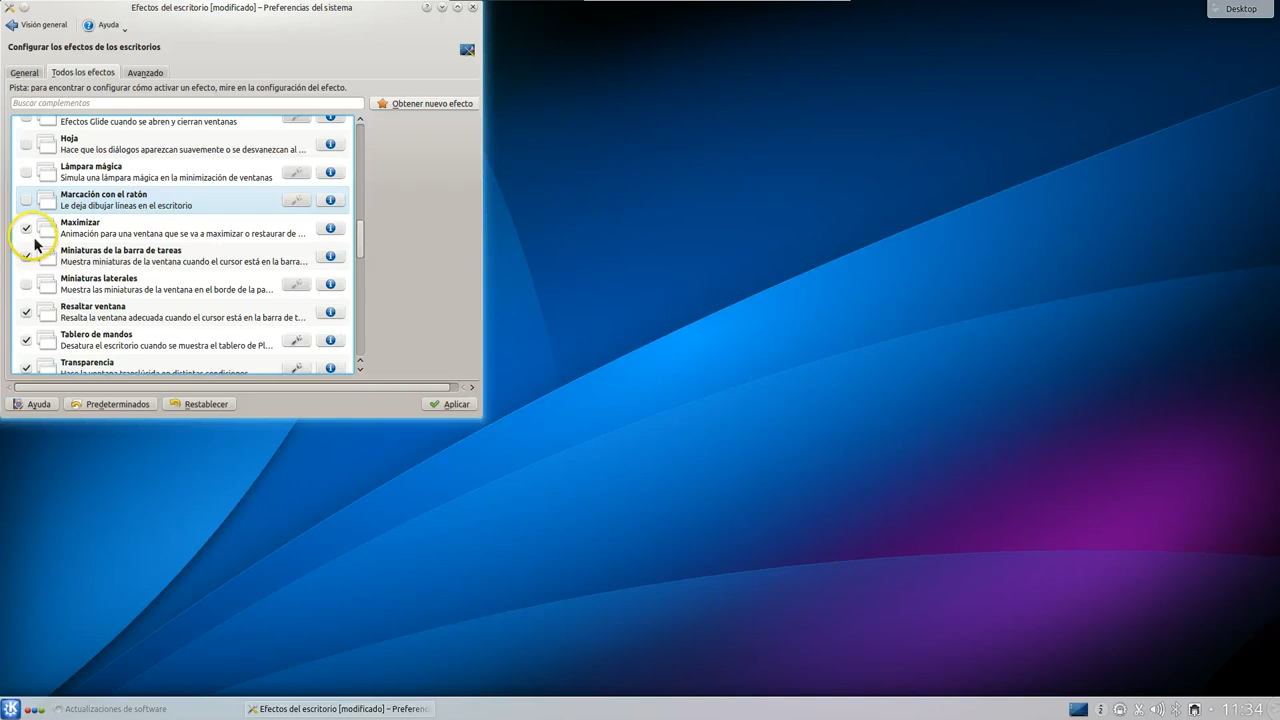 Efectos del escritorio [modificado] – Preferencias del sistema
Visión general
Ayuda
Configurar los efectos de los escritorios
General
Todos los efectos
Avanzado
Pista: para encontrar o configurar cómo activar un efecto, mire en la configuración del efecto.
Buscar complementos
Obtener nuevo efecto
Efectos Glide cuando se abren y cierran ventanas
Hoja
Hace que los diálogos aparezcan suavemente o se desvanezcan al ...
Lámpara mágica
Simula una lámpara mágica en la minimización de ventanas
Marcación con el ratón
Le deja dibujar líneas en el escritorio
Maximizar
Animación para una ventana que se va a maximizar o restaurar de ...
Miniaturas de la barra de tareas
Muestra miniaturas de la ventana cuando el cursor está en la barra...
Miniaturas laterales
Muestra las miniaturas de la ventana en el borde de la pa...
Resaltar ventana
Resalta la ventana adecuada cuando el cursor está en la barra de t...
Tablero de mandos
Desatura el escritorio cuando se muestra el tablero de Pl...
Transparencia
Hace la ventana translúcida en distintas condiciones
Ayuda
Predeterminados
Restablecer
Aplicar
Desktop
Actualizaciones de software
Efectos del escritorio [modificado] – Preferenc
11:34